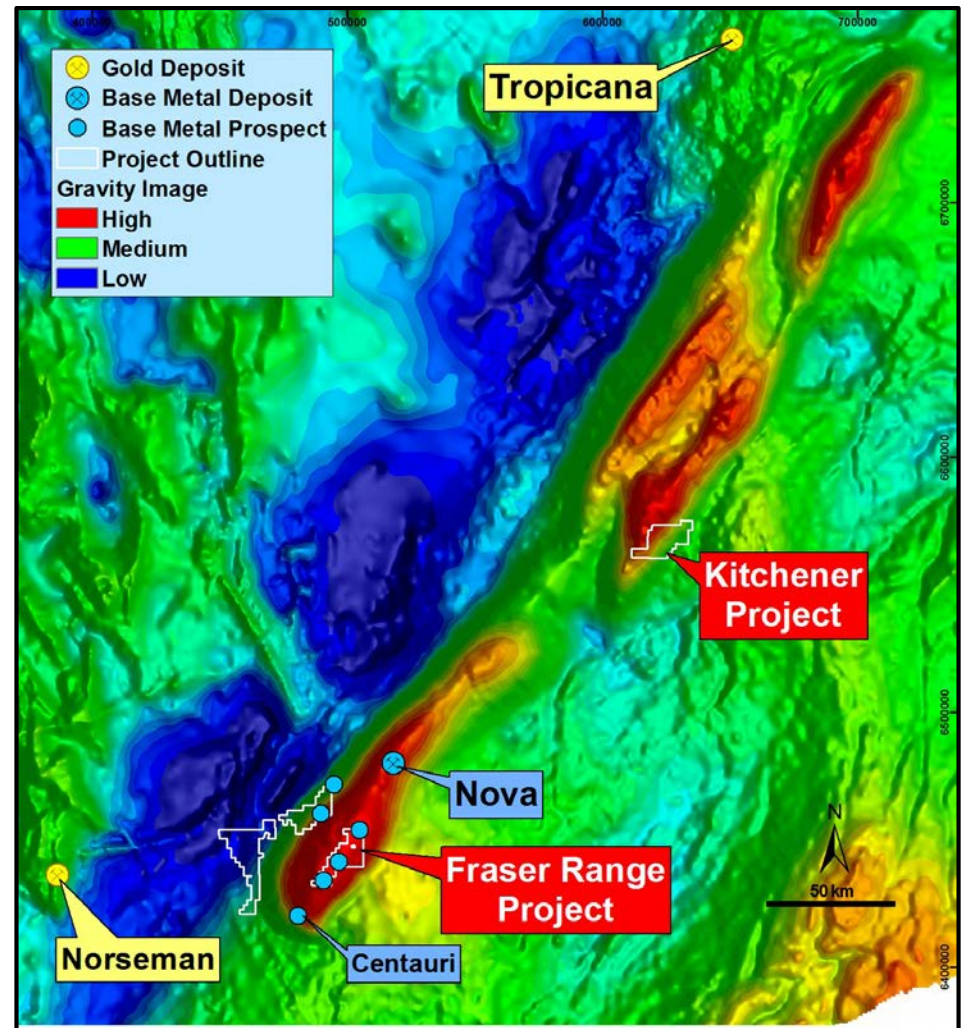 400000
500000
600000
700000
Gold Deposit
Base Metal Deposit
Base Metal Prospect
Project Outline
Gravity Image
High
Medium
Low
Tropicana
6700000
6600000
Kitchener
Project
6500000
Nova
N
Fraser Range
Project
50 km
Norseman
Centauri
6400000